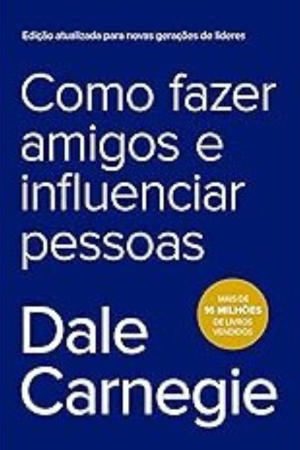 Edição atualizada para novas gerações de líderes
Como fazer
amigos e
influenciar
pessoas
MAIS DE
16 MILHÕES
DE LIVROS
VENDIDOS
Dale
Carnegie